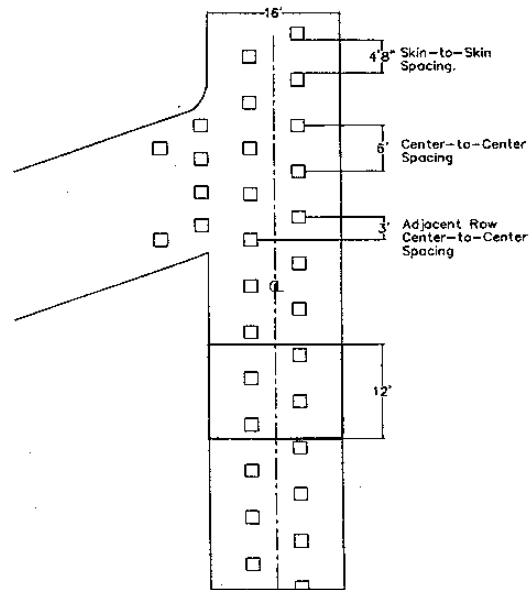 16'
4'8" Skin-to-Skin
Spacing.
6' Center-to-Center
Spacing
3' Adjacent Row
Center-to-Center
Spacing
℄
12'